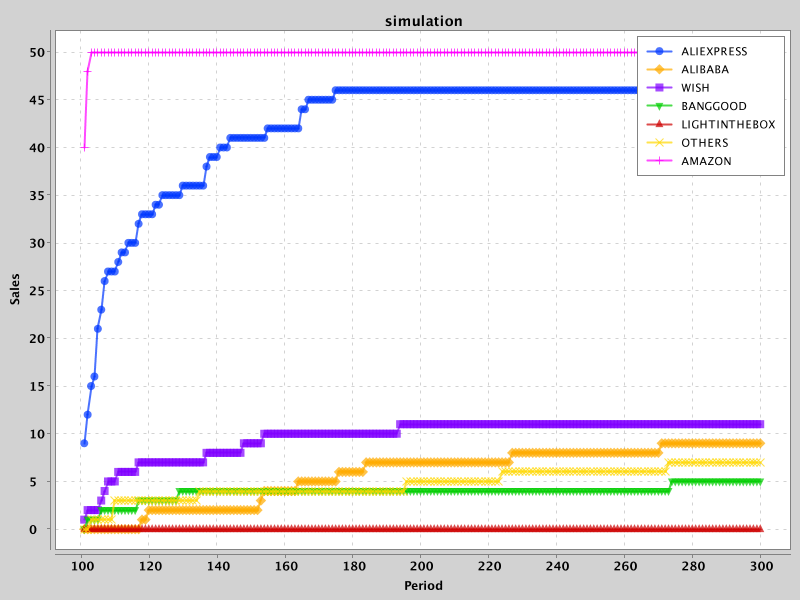 simulation
ALIEXPRESS
ALIBABA
WISH
BANGGOOD
LIGHTINTHEBOX
OTHERS
AMAZON
Sales
50
45
40
35
30
25
20
15
10
5
0
100 120 140 160 180 200 220 240 260 280 300
Period